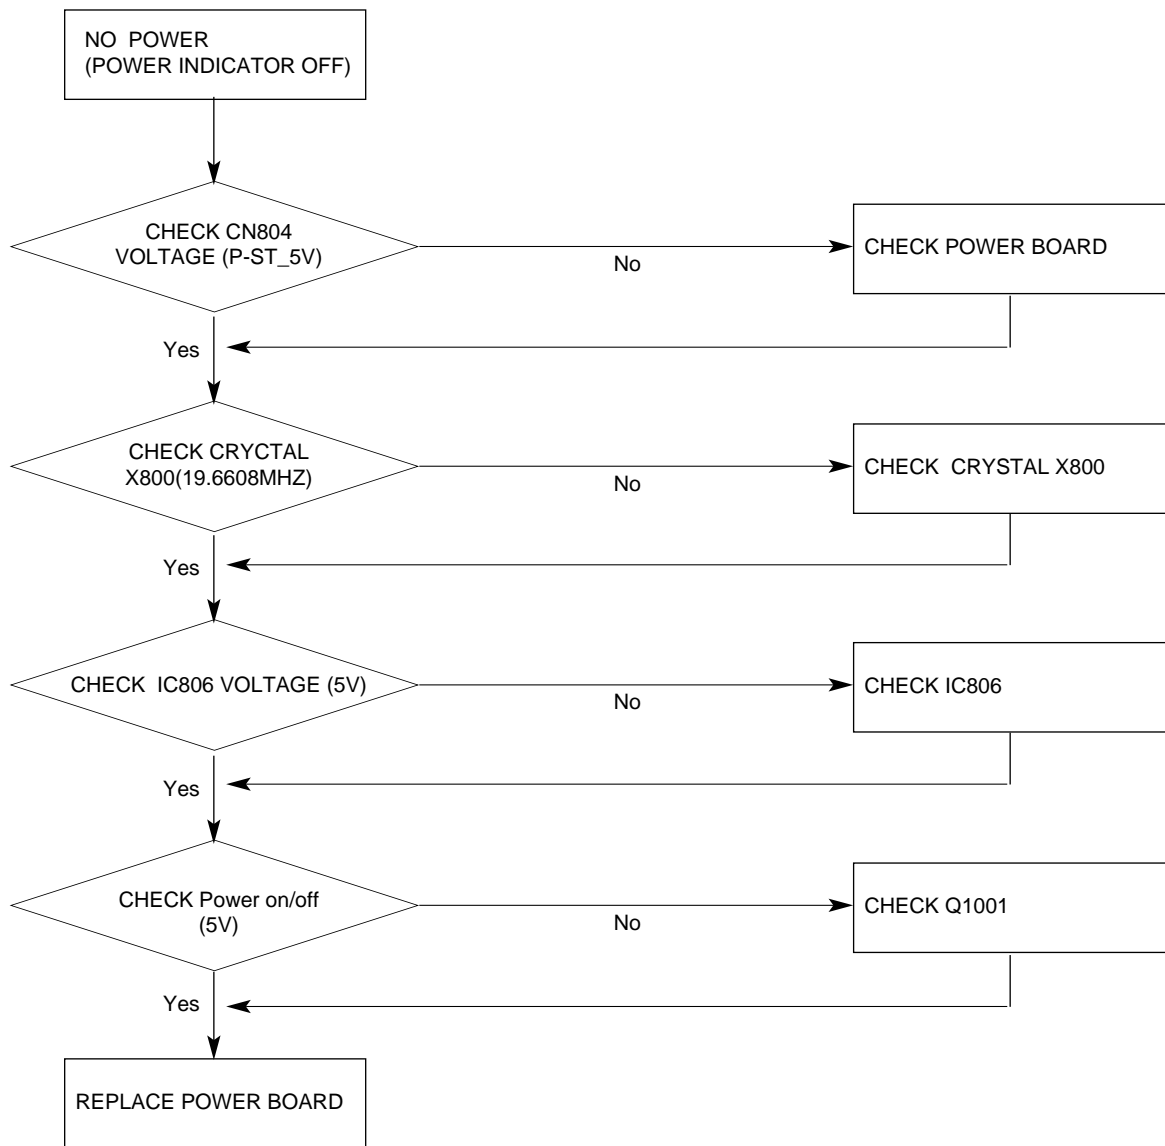 NO POWER
(POWER INDICATOR OFF)
CHECK CN804
VOLTAGE (P-ST_5V)
No
CHECK POWER BOARD
Yes
CHECK CRYCTAL
X800(19.6608MHZ)
No
CHECK CRYSTAL X800
Yes
CHECK IC806 VOLTAGE (5V)
No
CHECK IC806
Yes
CHECK Power on/off
(5V)
No
CHECK Q1001
Yes
REPLACE POWER BOARD